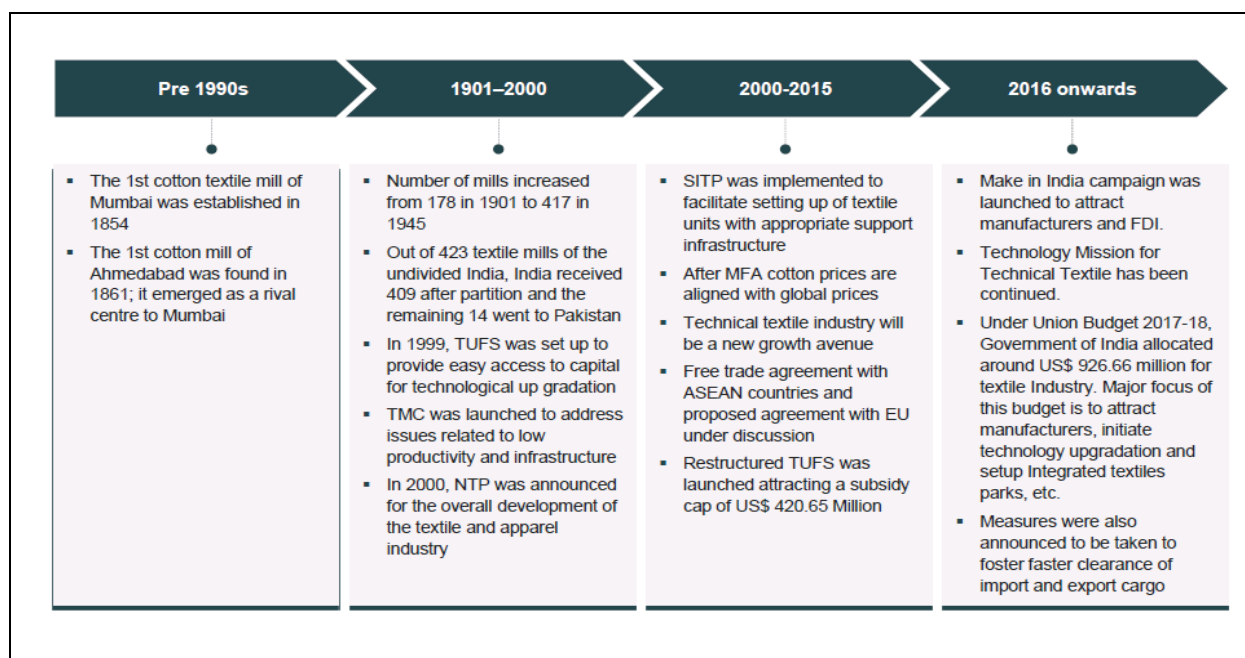 Pre 1990s
1901–2000
2000-2015
2016 onwards
▪ The 1st cotton textile mill of
Mumbai was established in
1854
▪ The 1st cotton mill of
Ahmedabad was found in
1861; it emerged as a rival
centre to Mumbai
▪ Number of mills increased
from 178 in 1901 to 417 in
1945
▪ Out of 423 textile mills of the
undivided India, India received
409 after partition and the
remaining 14 went to Pakistan
▪ In 1999, TUFS was set up to
provide easy access to capital
for technological up gradation
▪ TMC was launched to address
issues related to low
productivity and infrastructure
▪ In 2000, NTP was announced
for the overall development of
the textile and apparel
industry
▪ SITP was implemented to
facilitate setting up of textile
units with appropriate support
infrastructure
▪ After MFA cotton prices are
aligned with global prices
▪ Technical textile industry will
be a new growth avenue
▪ Free trade agreement with
ASEAN countries and
proposed agreement with EU
under discussion
▪ Restructured TUFS was
launched attracting a subsidy
cap of US$ 420.65 Million
▪ Make in India campaign was
launched to attract
manufacturers and FDI.
▪ Technology Mission for
Technical Textile has been
continued.
▪ Under Union Budget 2017-18,
Government of India allocated
around US$ 926.66 million for
textile Industry. Major focus of
this budget is to attract
manufacturers, initiate
technology upgradation and
setup Integrated textiles
parks, etc.
▪ Measures were also
announced to be taken to
foster faster clearance of
import and export cargo